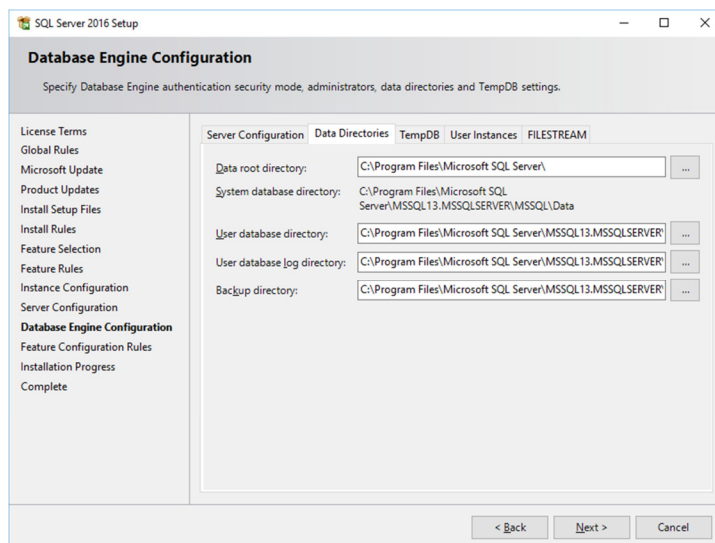 SQL Server 2016 Setup
Database Engine Configuration
Specify Database Engine authentication security mode, administrators, data directories and TempDB settings.
License Terms
Global Rules
Microsoft Update
Product Updates
Install Setup Files
Install Rules
Feature Selection
Feature Rules
Instance Configuration
Server Configuration
Database Engine Configuration
Feature Configuration Rules
Installation Progress
Complete
Server Configuration Data Directories TempDB User Instances FILESTREAM
Data root directory: C:\Program Files\Microsoft SQL Server\ ...
System database directory: C:\Program Files\Microsoft SQL
Server\MSSQL13.MSSQLSERVER\MSSQL\Data
User database directory: C:\Program Files\Microsoft SQL Server\MSSQL13.MSSQLSERVER\ ...
User database log directory: C:\Program Files\Microsoft SQL Server\MSSQL13.MSSQLSERVER\ ...
Backup directory: C:\Program Files\Microsoft SQL Server\MSSQL13.MSSQLSERVER\ ...
< Back Next > Cancel